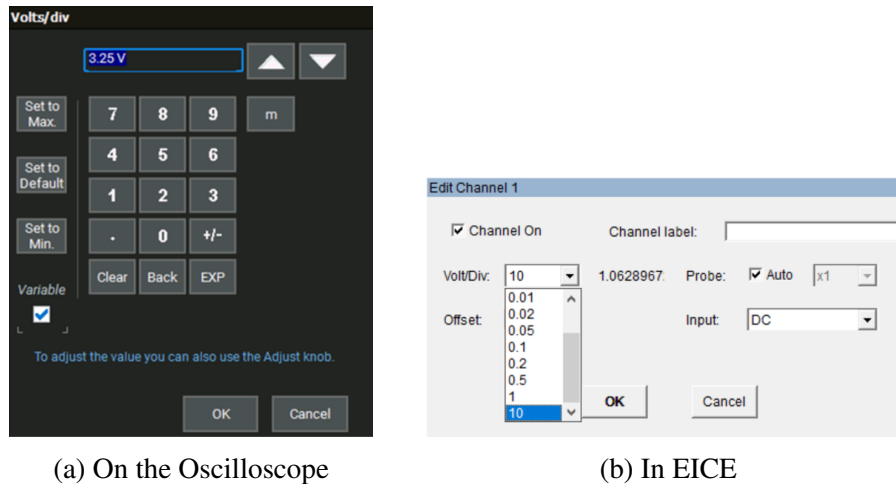 Volts/div
3.25 V
Set to Max.
7 8 9 m
Set to Default
4 5 6
1 2 3
Set to Min.
. 0 +/-
Variable
Clear Back EXP
To adjust the value you can also use the Adjust knob.
OK Cancel
(a) On the Oscilloscope
Edit Channel 1
Channel On Channel label:
Volt/Div: 10 1.0628967 Probe: Auto x1
0.01
0.02
0.05
0.1
0.2
0.5
1
10
Offset: Input: DC
OK Cancel
(b) In EICE